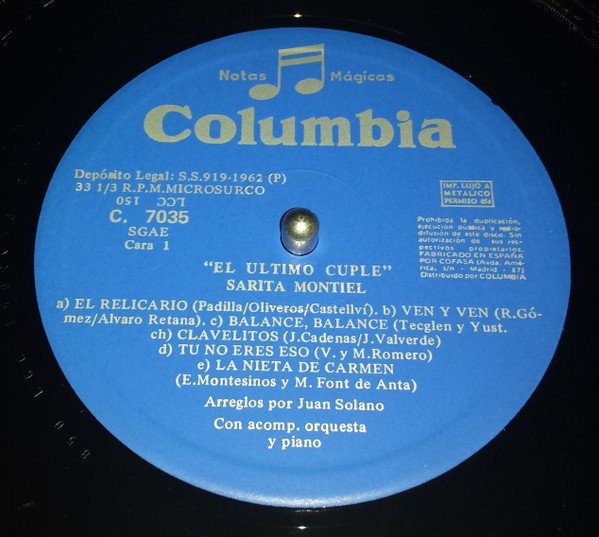 Notas Mágicas
Columbia
Depósito Legal: S.S.919-1962 (P)
33 1/3 R.P.M.MICROSURCO
LCC 150
C. 7035
SGAE
Cara 1
IMP. LUJO A
METALICO
PERMISO 856
Prohibida la duplicación,
ejecución pública y radio-
difusión de este disco. Sin
autorización de sus res-
pectivos propietarios.
FABRICADO EN ESPAÑA
POR COFASA (Avda. Amé-
rica, s/n - Madrid - 17)
Distribuido por COLUMBIA
"EL ULTIMO CUPLE"
SARITA MONTIEL
a) EL RELICARIO (Padilla/Oliveros/Castellví). b) VEN Y VEN (R.Gó-
mez/Alvaro Retana). c) BALANCE, BALANCE (Tecglen y Yust.
ch) CLAVELITOS (J.Cadenas/J.Valverde)
d) TU NO ERES ESO (V. y M.Romero)
e) LA NIETA DE CARMEN
(E.Montesinos y M. Font de Anta)
Arreglos por Juan Solano
Con acomp. orquesta
y piano